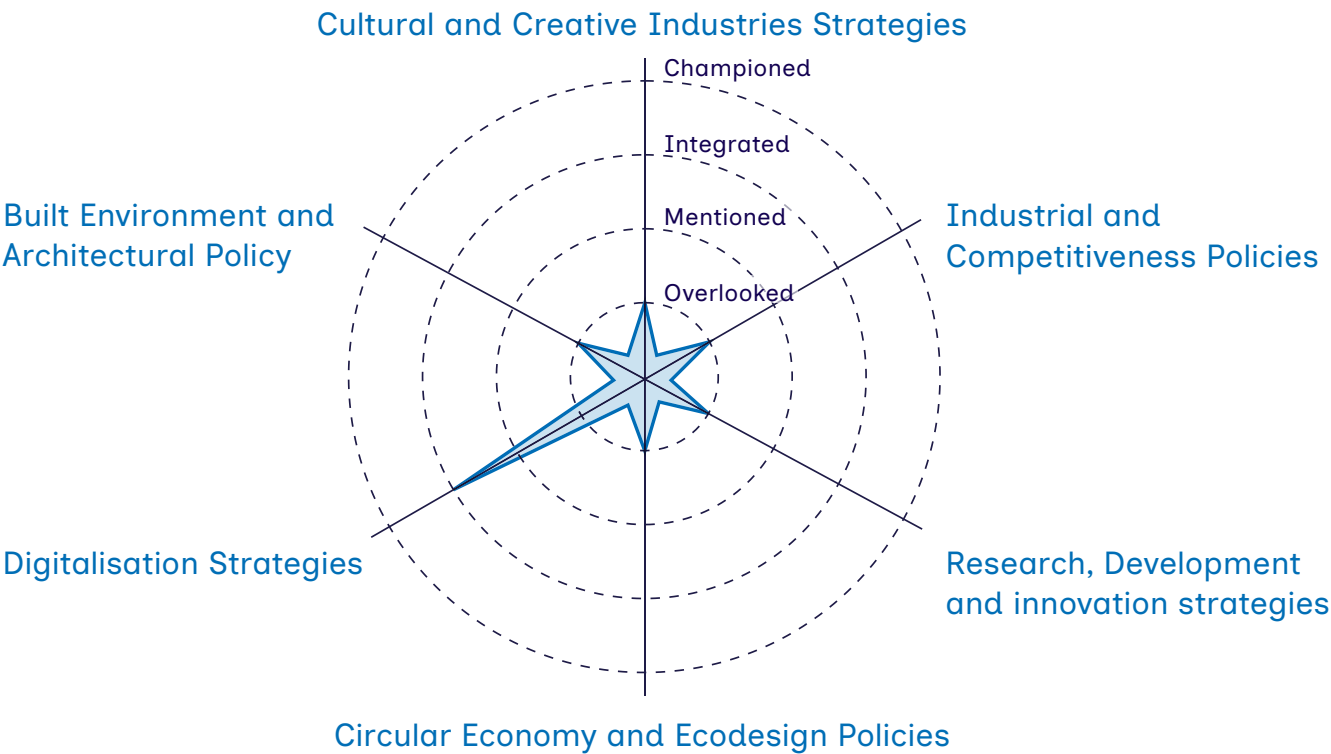 Cultural and Creative Industries Strategies
Championed
Integrated
Mentioned
Overlooked
Built Environment and
Architectural Policy
Industrial and
Competitiveness Policies
Digitalisation Strategies
Research, Development
and innovation strategies
Circular Economy and Ecodesign Policies